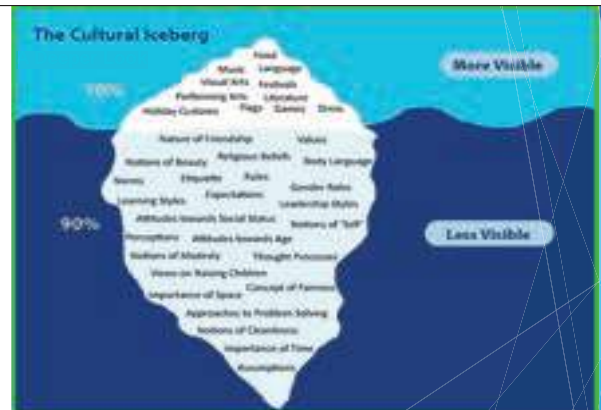 The Cultural Iceberg
Food
Music Language
Visual Arts Festivals
Performing Arts Literature
Holiday Customs Flags Games Dress
More Visible
10%
Nature of Friendship Values
Notions of Beauty Religious Beliefs Body Language
Norms Etiquette Rules
Gender Roles
Learning Styles Expectations Leadership Styles
Attitudes towards Social Status Notions of "Self"
90%
Less Visible
Perceptions Attitudes towards Age
Notions of Modesty Thought Processes
Views on Raising Children
Importance of Space Concept of Fairness
Approaches to Problem Solving
Notions of Cleanliness
Importance of Time
Assumptions